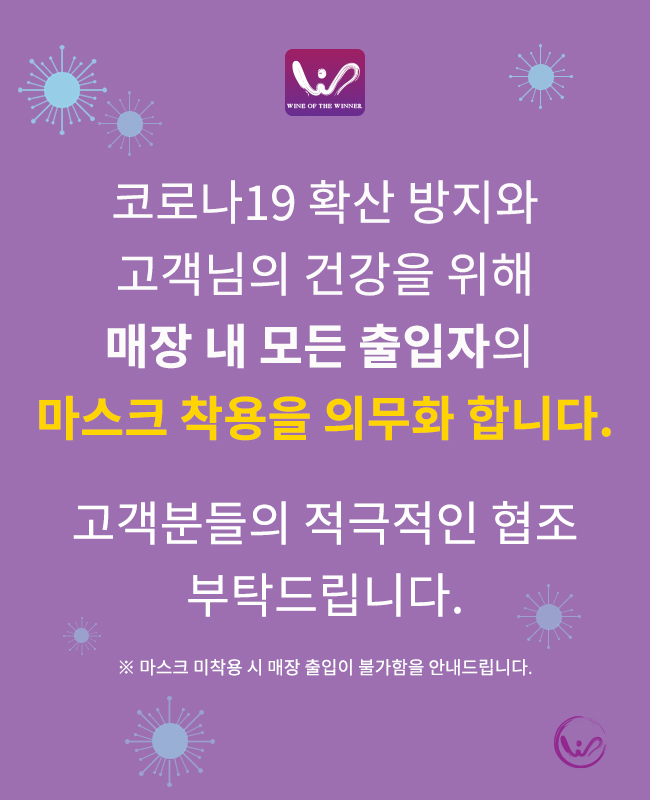 WINE OF THE WINNER
코로나19 확산 방지와
고객님의 건강을 위해
매장 내 모든 출입자의
마스크 착용을 의무화 합니다.
고객분들의 적극적인 협조
부탁드립니다.
※ 마스크 미착용 시 매장 출입이 불가함을 안내드립니다.